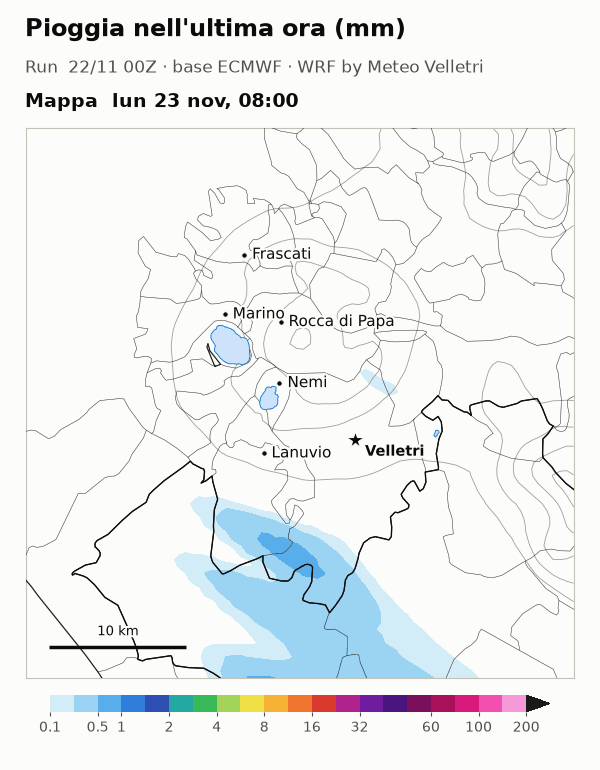 Pioggia nell'ultima ora (mm)
Run  22/11 00Z · base ECMWF · WRF by Meteo Velletri
Mappa  lun 23 nov, 08:00
Frascati
Marino
Rocca di Papa
Nemi
Velletri
Lanuvio
10 km
0.1 0.5 1 2 4 8 16 32 60 100 200